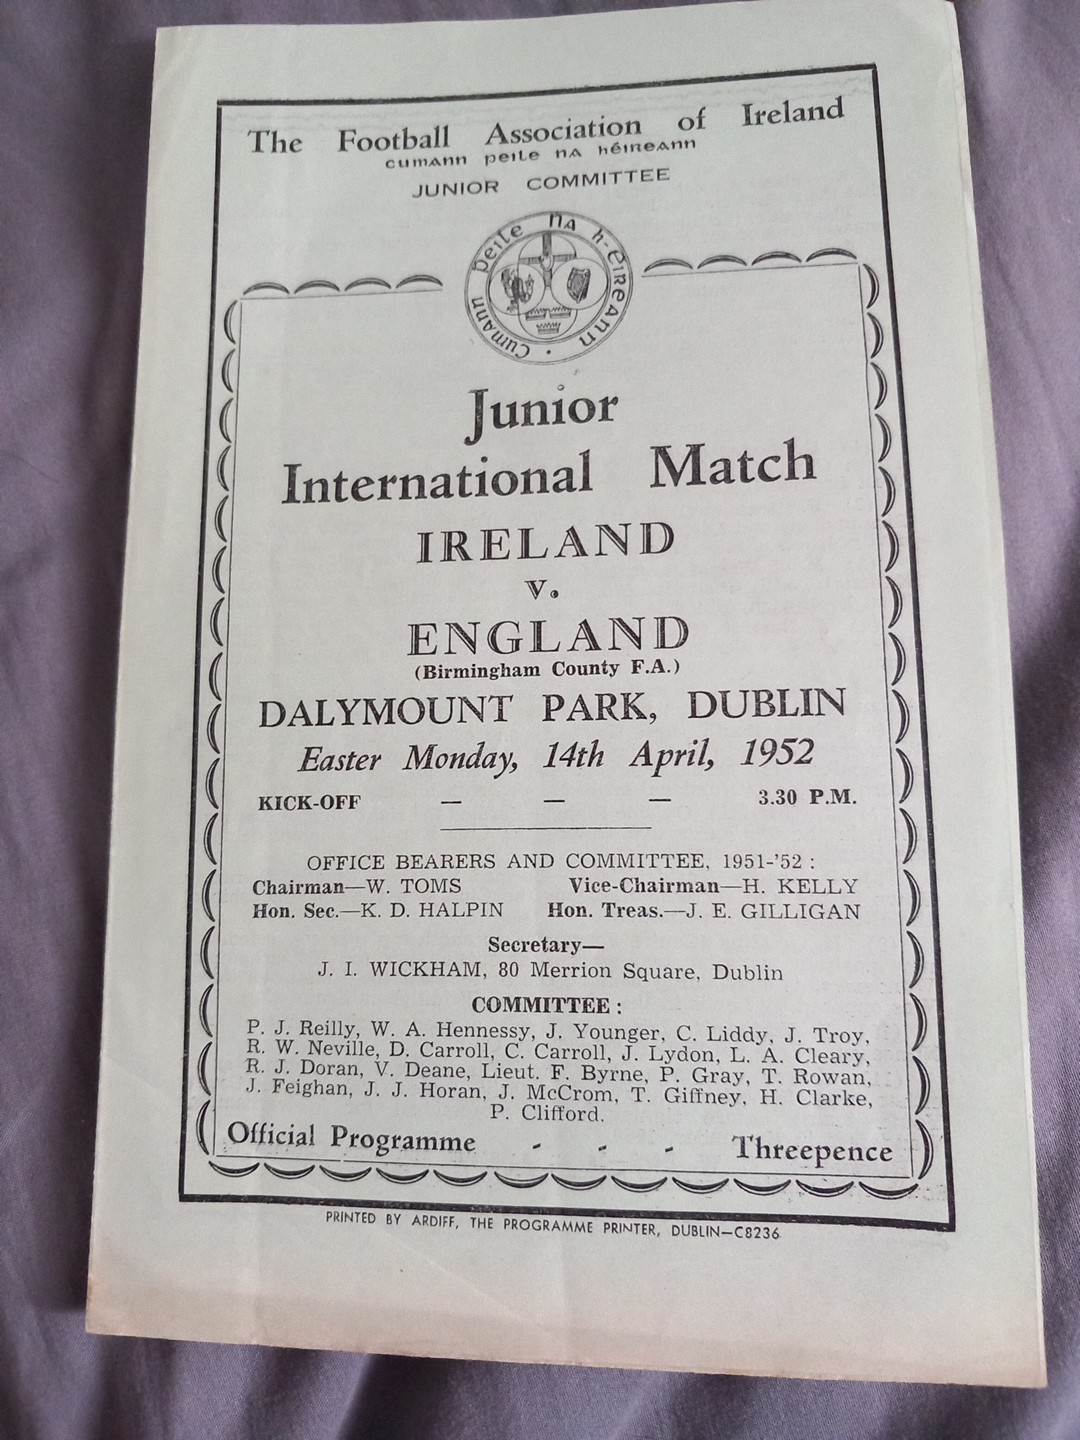 The Football Association of Ireland
cumann peile na héireann
JUNIOR COMMITTEE
Cumann Peile Na h-Eireann
Junior
International Match
IRELAND
v.
ENGLAND
(Birmingham County F.A.)
DALYMOUNT PARK, DUBLIN
Easter Monday, 14th April, 1952
KICK-OFF — — — 3.30 P.M.
OFFICE BEARERS AND COMMITTEE, 1951-'52 :
Chairman—W. TOMS Vice-Chairman—H. KELLY
Hon. Sec.—K. D. HALPIN Hon. Treas.—J. E. GILLIGAN
Secretary—
J. I. WICKHAM, 80 Merrion Square, Dublin
COMMITTEE :
P. J. Reilly, W. A. Hennessy, J. Younger, C. Liddy, J. Troy,
R. W. Neville, D. Carroll, C. Carroll, J. Lydon, L. A. Cleary,
R. J. Doran, V. Deane, Lieut. F. Byrne, P. Gray, T. Rowan,
J. Feighan, J. J. Horan, J. McCrom, T. Giffney, H. Clarke,
P. Clifford.
Official Programme - - - Threepence
PRINTED BY ARDIFF, THE PROGRAMME PRINTER, DUBLIN—C8236